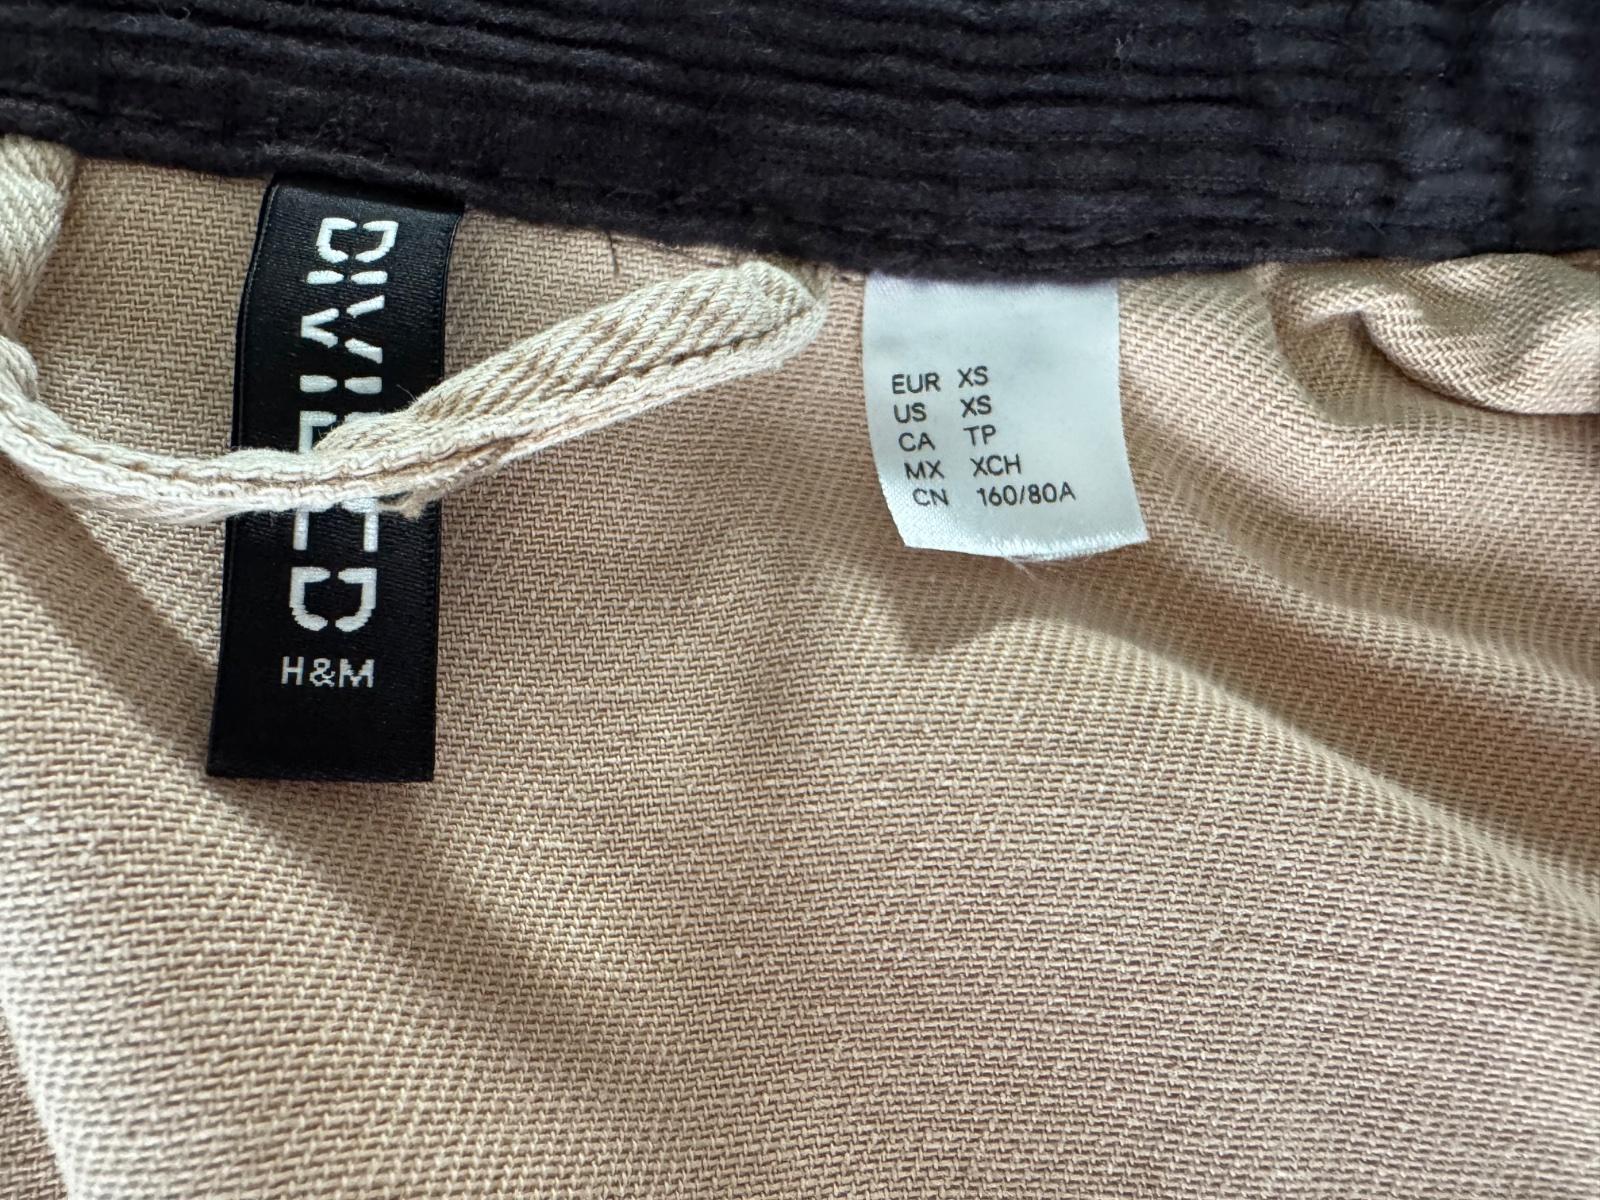 DIVIDED
H&M
EUR XS
US XS
CA TP
MX XCH
CN 160/80A